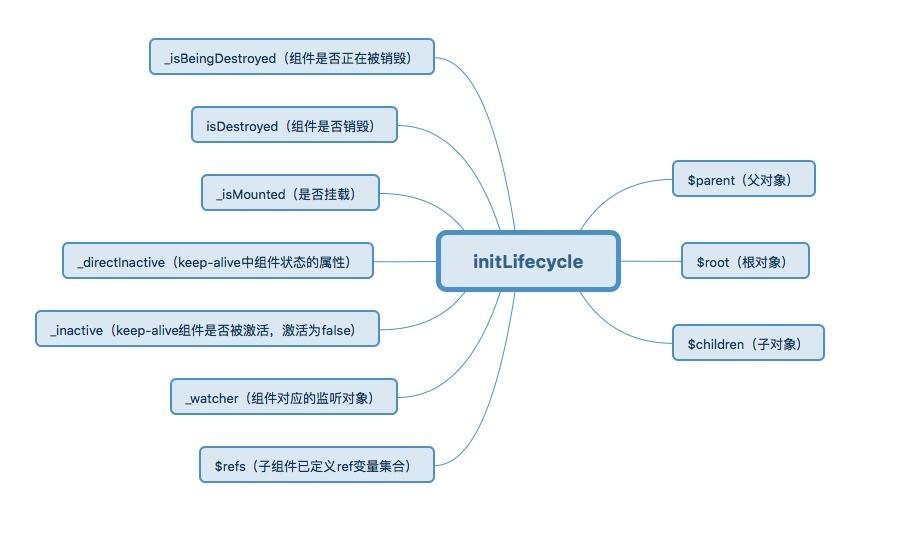 _isBeingDestroyed（组件是否正在被销毁）
isDestroyed（组件是否销毁）
_isMounted（是否挂载）
_directInactive（keep-alive中组件状态的属性）
_inactive（keep-alive组件是否被激活，激活为false）
_watcher（组件对应的监听对象）
$refs（子组件已定义ref变量集合）
initLifecycle
$parent（父对象）
$root（根对象）
$children（子对象）